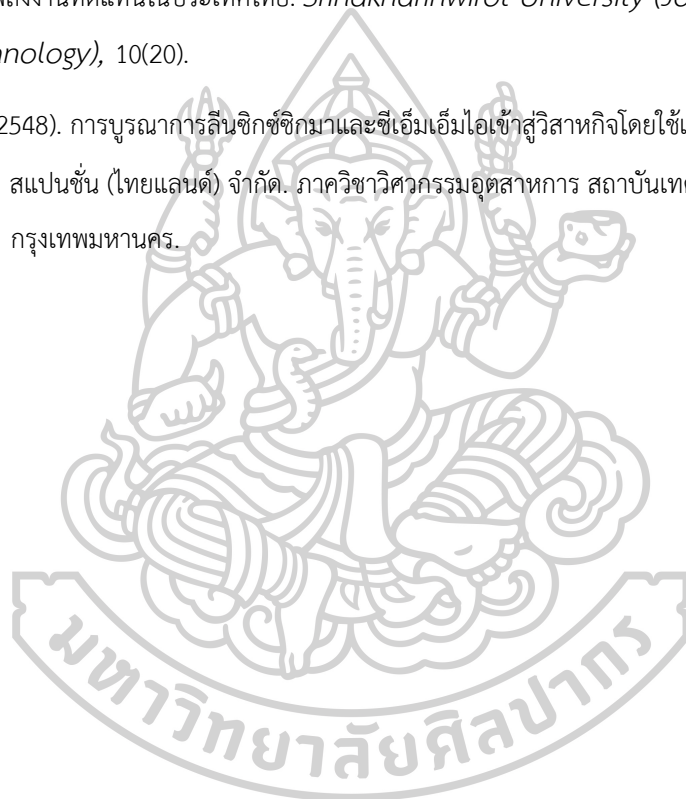 พลังงานทดแทนในประเทศไทย. Srinakharinwirot University (Jo
nology), 10(20).
2548). การบูรณาการลีนซิกซ์ซิกมาและซีเอ็มเอ็มไอเข้าสู่วิสาหกิจโดยใช้
สแปนชั่น (ไทยแลนด์) จำกัด. ภาควิชาวิศวกรรมอุตสาหการ สถาบันเทค
กรุงเทพมหานคร.
มหาวิทยาลัยศิลปากร